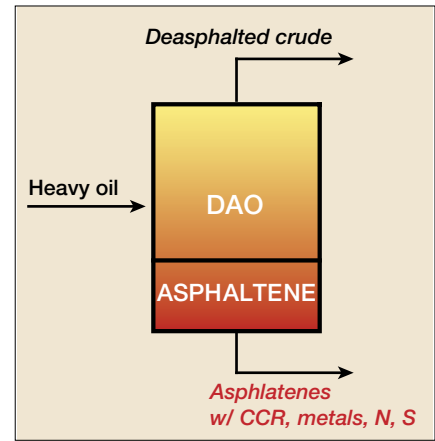 Deasphalted crude
Heavy oil
DAO
ASPHALTENE
Asphlatenes
w/ CCR, metals, N, S